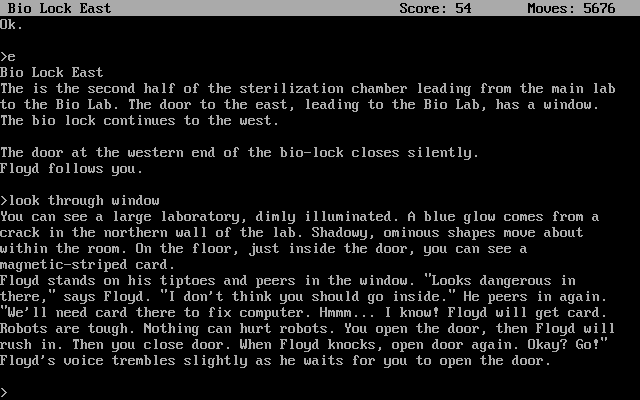 Bio Lock East Score: 54 Moves: 5676
Ok.
>e
Bio Lock East
The is the second half of the sterilization chamber leading from the main lab
to the Bio Lab. The door to the east, leading to the Bio Lab, has a window.
The bio lock continues to the west.
The door at the western end of the bio-lock closes silently.
Floyd follows you.
>look through window
You can see a large laboratory, dimly illuminated. A blue glow comes from a
crack in the northern wall of the lab. Shadowy, ominous shapes move about
within the room. On the floor, just inside the door, you can see a
magnetic-striped card.
Floyd stands on his tiptoes and peers in the window. "Looks dangerous in
there," says Floyd. "I don't think you should go inside." He peers in again.
"We'll need card there to fix computer. Hmmm... I know! Floyd will get card.
Robots are tough. Nothing can hurt robots. You open the door, then Floyd will
rush in. Then you close door. When Floyd knocks, open door again. Okay? Go!"
Floyd's voice trembles slightly as he waits for you to open the door.
>